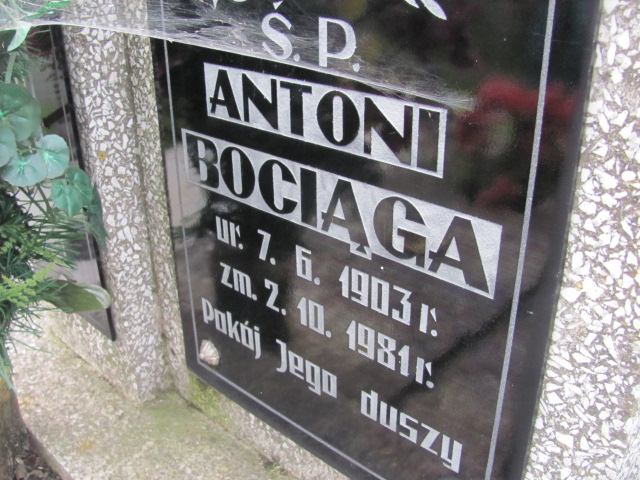 Ś.P.
ANTONI
BOCIĄGA
ur. 7. 6. 1903 r.
zm. 2. 10. 1981 r.
Pokój Jego duszy